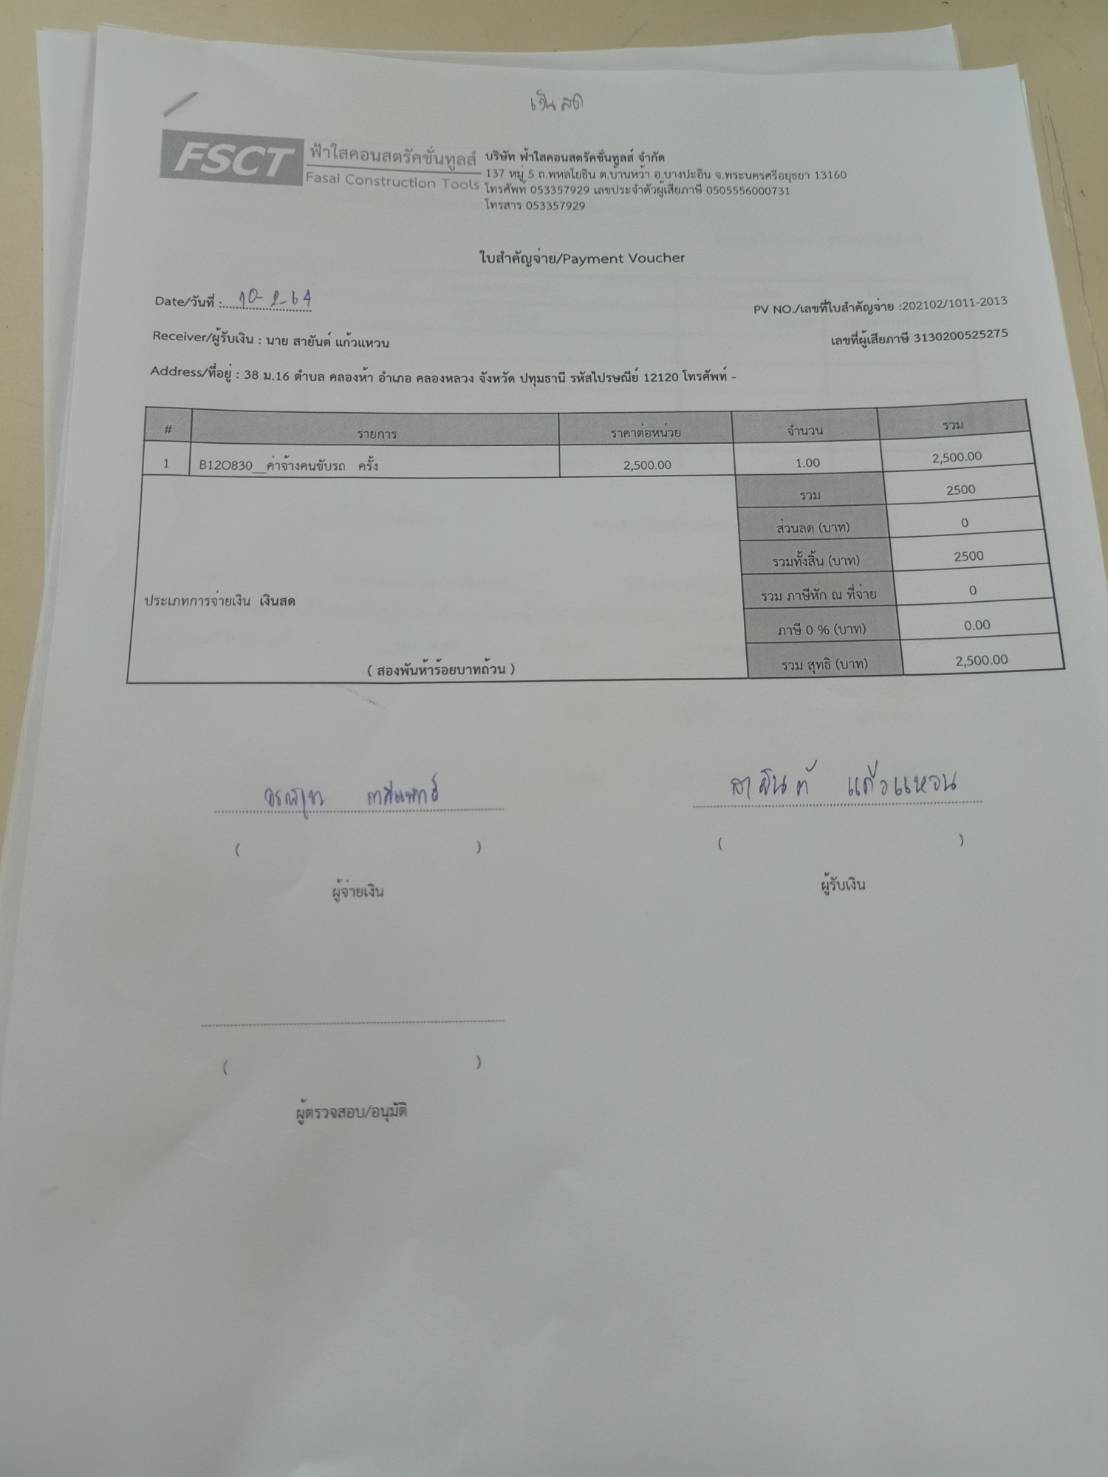 เงินสด
FSCT ฟ้าใสคอนสตรัคชั่นทูลส์
Fasai Construction Tools
บริษัท ฟ้าใสคอนสตรัคชั่นทูลส์ จำกัด
137 หมู่ 5 ถ.พหลโยธิน ต.บ้านหว้า อ.บางปะอิน จ.พระนครศรีอยุธยา 13160
โทรศัพท์ 053357929 เลขประจำตัวผู้เสียภาษี 0505556000731
โทรสาร 053357929
ใบสำคัญจ่าย/Payment Voucher
Date/วันที่ : 10-2-64
PV NO./เลขที่ใบสำคัญจ่าย :202102/1011-2013
Receiver/ผู้รับเงิน : นาย สายันต์ แก้วแหวน
เลขที่ผู้เสียภาษี 3130200525275
Address/ที่อยู่ : 38 ม.16 ตำบล คลองห้า อำเภอ คลองหลวง จังหวัด ปทุมธานี รหัสไปรษณีย์ 12120 โทรศัพท์ -
# รายการ ราคาต่อหน่วย จำนวน รวม
1 B120830__ค่าจ้างคนขับรถ ครั้ง 2,500.00 1.00 2,500.00
รวม 2500
ส่วนลด (บาท) 0
รวมทั้งสิ้น (บาท) 2500
ประเภทการจ่ายเงิน เงินสด
รวม ภาษีหัก ณ ที่จ่าย 0
ภาษี 0 % (บาท) 0.00
( สองพันห้าร้อยบาทถ้วน )
รวม สุทธิ (บาท) 2,500.00
สายันต์ แก้วแหวน
( )
( )
ผู้จ่ายเงิน
ผู้รับเงิน
( )
ผู้ตรวจสอบ/อนุมัติ